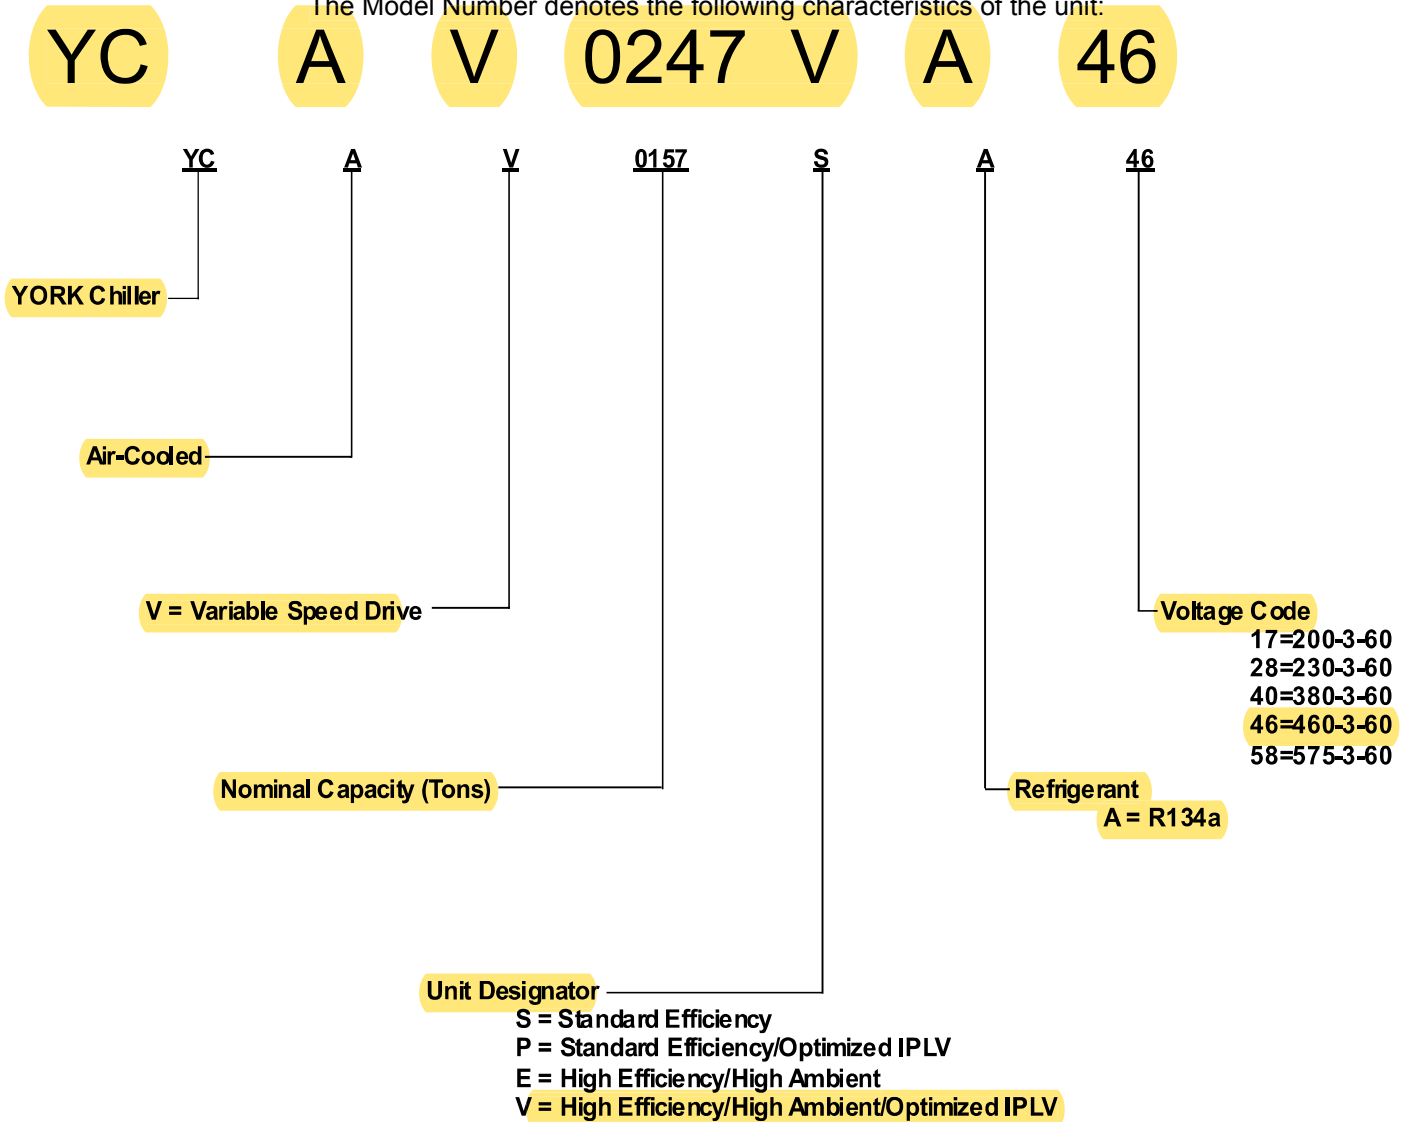 The Model Number denotes the following characteristics of the unit:
YC A V 0247 V A 46
YC A V 0157 S A 46
YORK Chiller
Air-Cooled
V = Variable Speed Drive
Voltage Code
17=200-3-60
28=230-3-60
40=380-3-60
46=460-3-60
58=575-3-60
Nominal Capacity (Tons)
Refrigerant
A = R134a
Unit Designator
S = Standard Efficiency
P = Standard Efficiency/Optimized IPLV
E = High Efficiency/High Ambient
V = High Efficiency/High Ambient/Optimized IPLV